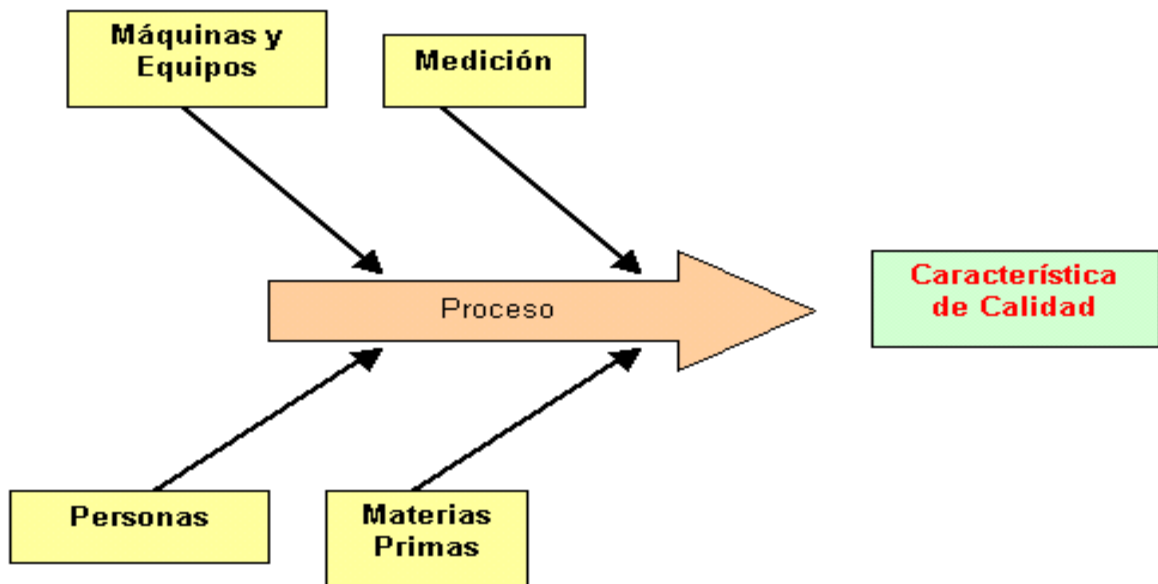 Máquinas y
Equipos
Medición
Proceso
Característica
de Calidad
Personas
Materias
Primas